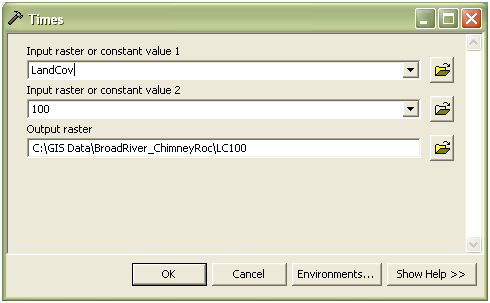 Times
Input raster or constant value 1
LandCov
Input raster or constant value 2
100
Output raster
C:\GIS Data\BroadRiver_ChimneyRoc\LC100
OK
Cancel
Environments...
Show Help >>